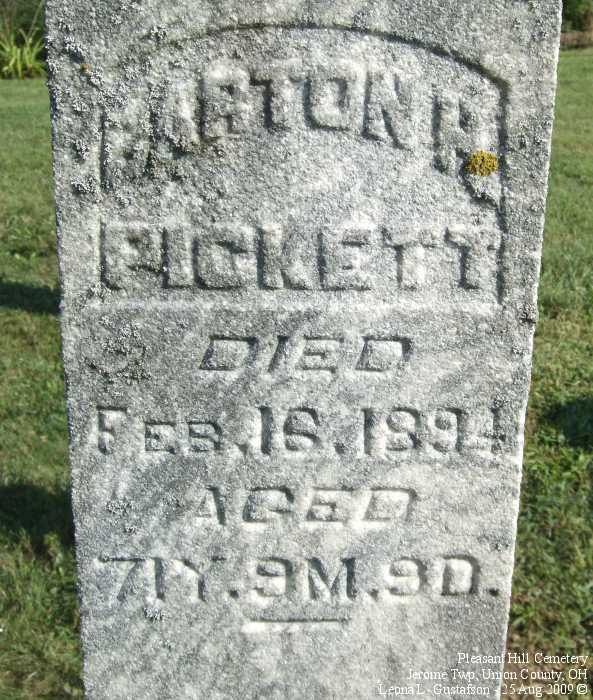 BARTON R.
PICKETT
DIED
FEB. 16. 1894
AGED
71Y. 9M. 9D.
Pleasant Hill Cemetery
Jerome Twp, Union County, OH
Leona L. Gustafson 25 Aug 2009 ©